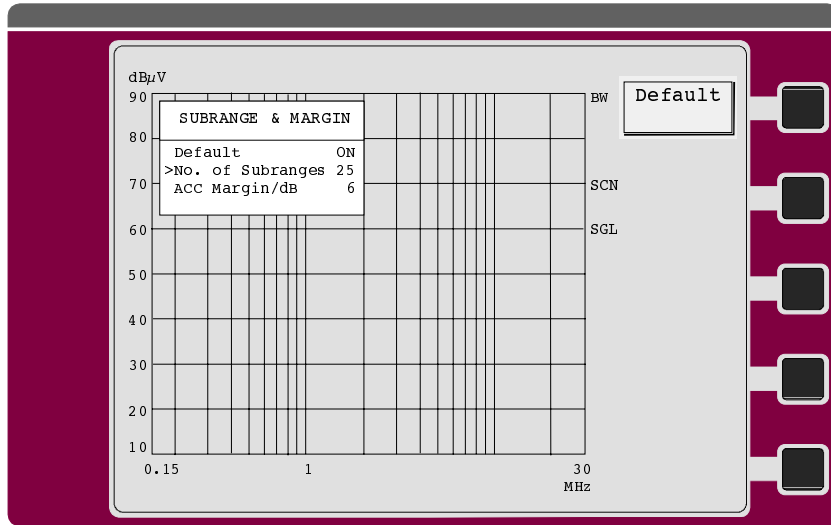 dBµV
90
80
70
60
50
40
30
20
10
SUBRANGE & MARGIN
Default ON
>No. of Subranges 25
ACC Margin/dB 6
BW
SCN
SGL
Default
0.15 1 30
MHz